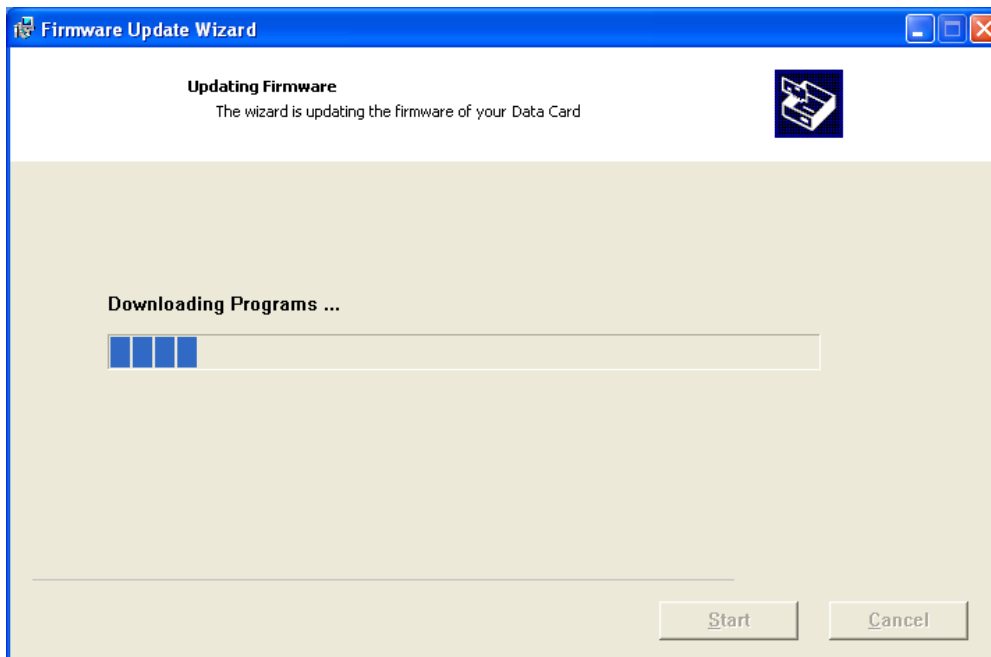 Firmware Update Wizard
Updating Firmware
The wizard is updating the firmware of your Data Card
Downloading Programs ...
Start
Cancel